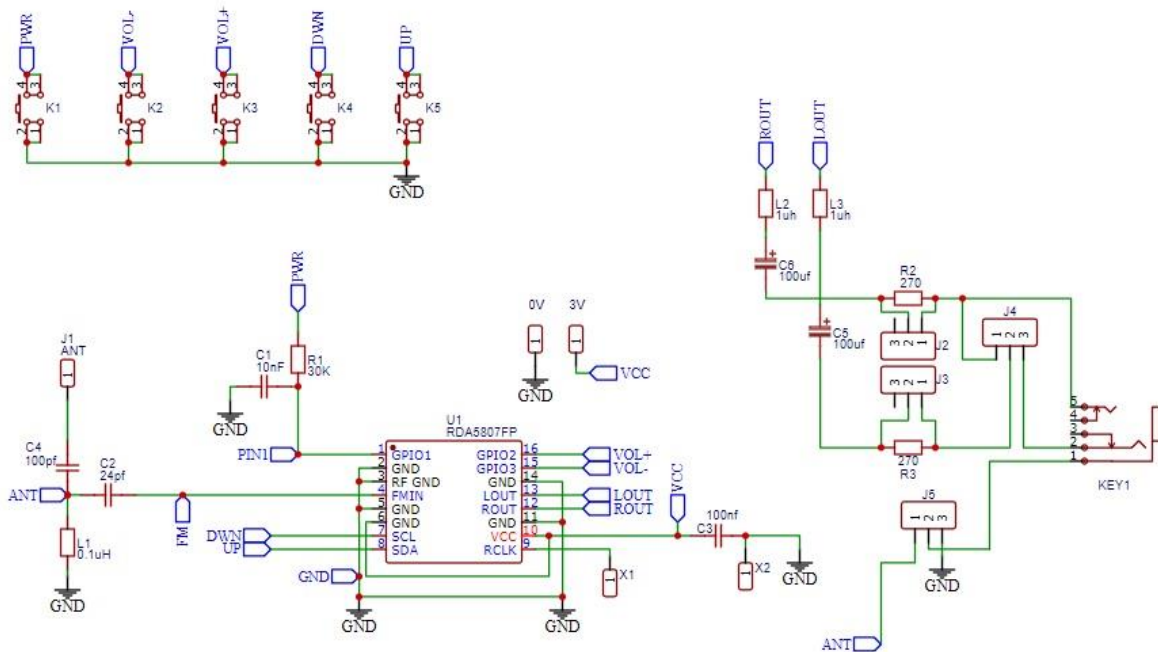 PWR
VOL-
VOL+
DWN
UP
4 3
4 3
4 3
4 3
4 3
K1
K2
K3
K4
K5
2 1
2 1
2 1
2 1
2 1
GND
ROUT
LOUT
L2
1uh
L3
1uh
C6
100uf
C5
100uf
R2
270
3 2 1
J2
3 2 1
J3
270
R3
J4
1 2 3
5
4
3
2
1
KEY1
J5
1 2 3
GND
ANT
PWR
R1
30K
C1
10nF
GND
PIN1
0V
1
GND
3V
1
VCC
J1
ANT
1
C4
100pf
C2
24pf
ANT
L1
0.1uH
GND
FM
DWN
UP
GND
U1
RDA5807FP
1 GPIO1 GPIO2 16
2 GND GPIO3 15
3 RF GND GND 14
4 FMIN LOUT 13
5 GND ROUT 12
6 GND GND 11
7 SCL VCC 10
8 SDA RCLK 9
VOL+
VOL-
LOUT
ROUT
VCC
100nf
C3
1
X1
1
X2
GND
GND
GND